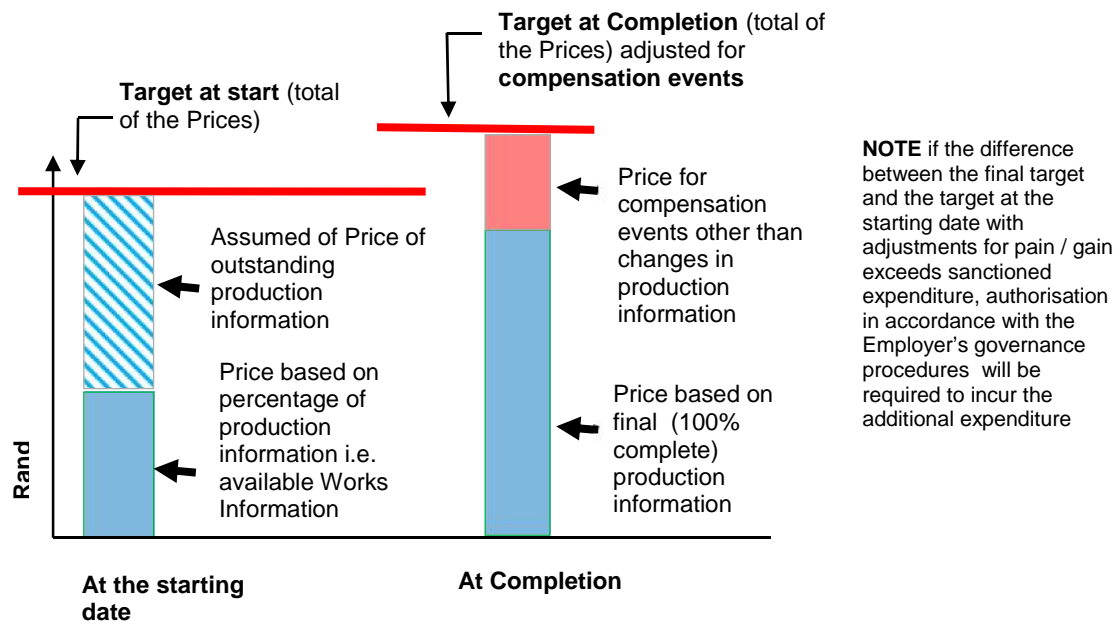 Target at Completion (total of
the Prices) adjusted for
compensation events
Target at start (total
of the Prices)
NOTE if the difference
between the final target
and the target at the
starting date with
adjustments for pain / gain
exceeds sanctioned
expenditure, authorisation
in accordance with the
Employer’s governance
procedures will be
required to incur the
additional expenditure
Assumed of Price of
outstanding
production
information
Price based on
percentage of
production
information i.e.
available Works
Information
Price for
compensation
events other than
changes in
production
information
Price based on
final (100%
complete)
production
information
Rand
At the starting
date
At Completion